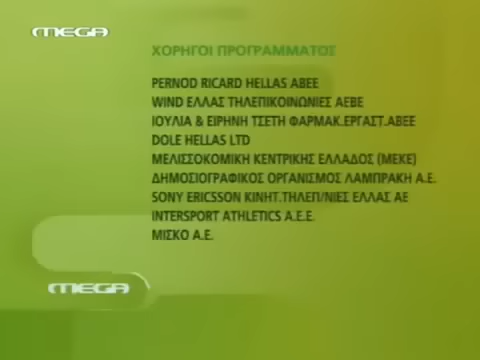 MEGA
ΧΟΡΗΓΟΙ ΠΡΟΓΡΑΜΜΑΤΟΣ
PERNOD RICARD HELLAS ΑΒΕΕ
WIND ΕΛΛΑΣ ΤΗΛΕΠΙΚΟΙΝΩΝΙΕΣ ΑΕΒΕ
ΙΟΥΛΙΑ & ΕΙΡΗΝΗ ΤΣΕΤΗ ΦΑΡΜΑΚ.ΕΡΓΑΣΤ.ΑΒΕΕ
DOLE HELLAS LTD
ΜΕΛΙΣΣΟΚΟΜΙΚΗ ΚΕΝΤΡΙΚΗΣ ΕΛΛΑΔΟΣ (ΜΕΚΕ)
ΔΗΜΟΣΙΟΓΡΑΦΙΚΟΣ ΟΡΓΑΝΙΣΜΟΣ ΛΑΜΠΡΑΚΗ Α.Ε.
SONY ERICSSON ΚΙΝΗΤ.ΤΗΛΕΠ/ΝΙΕΣ ΕΛΛΑΣ ΑΕ
INTERSPORT ATHLETICS Α.Ε.Ε.
ΜΙΣΚΟ Α.Ε.
MEGA